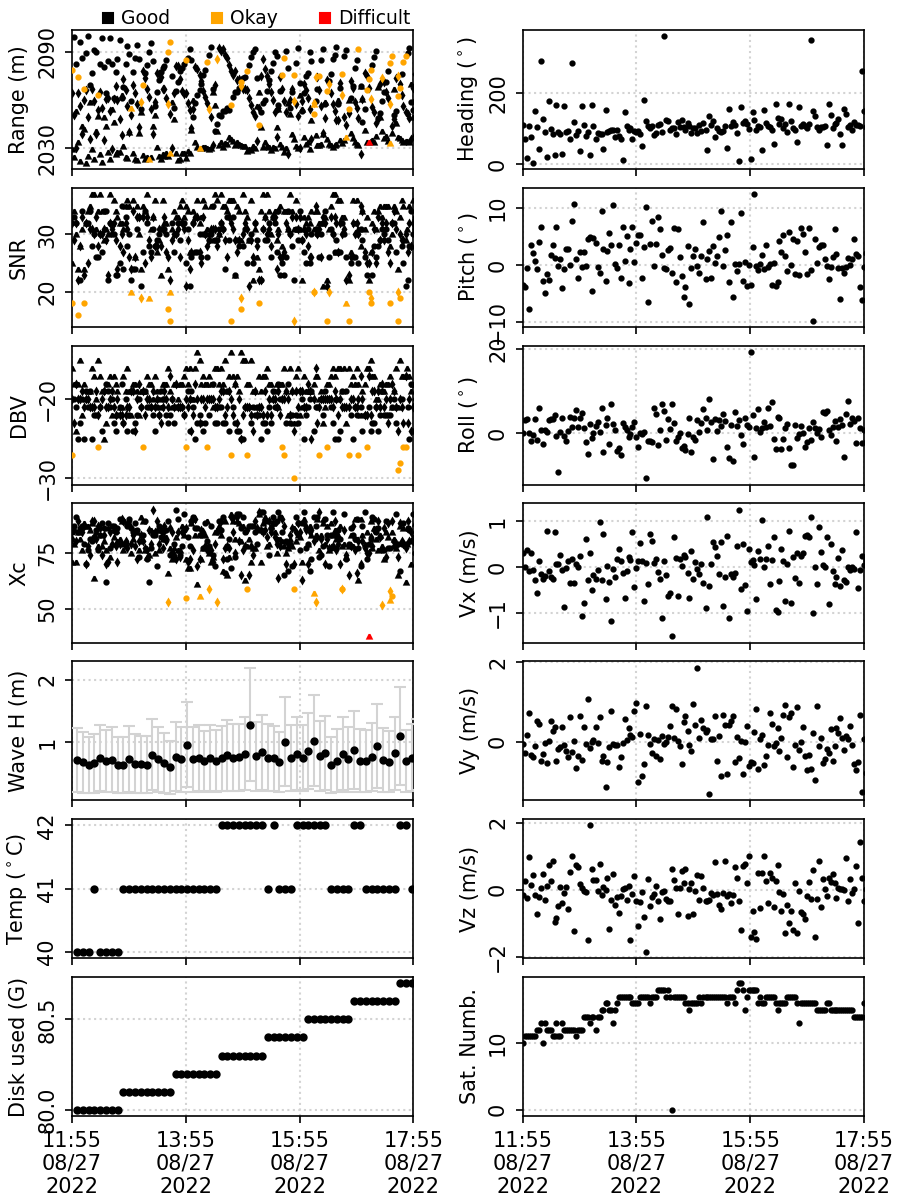 Good Okay Difficult
Range (m)
2090
2030
Heading (°)
200
0
SNR
30
20
Pitch (°)
10
0
−10
DBV
−20
−30
Roll (°)
20
0
Xc
75
50
Vx (m/s)
1
0
−1
Wave H (m)
2
1
Vy (m/s)
2
0
Temp (°C)
42
41
40
Vz (m/s)
2
0
−2
Disk used (G)
80.5
80.0
Sat. Numb.
10
0
11:55 13:55 15:55 17:55
08/27 08/27 08/27 08/27
2022 2022 2022 2022
11:55 13:55 15:55 17:55
08/27 08/27 08/27 08/27
2022 2022 2022 2022